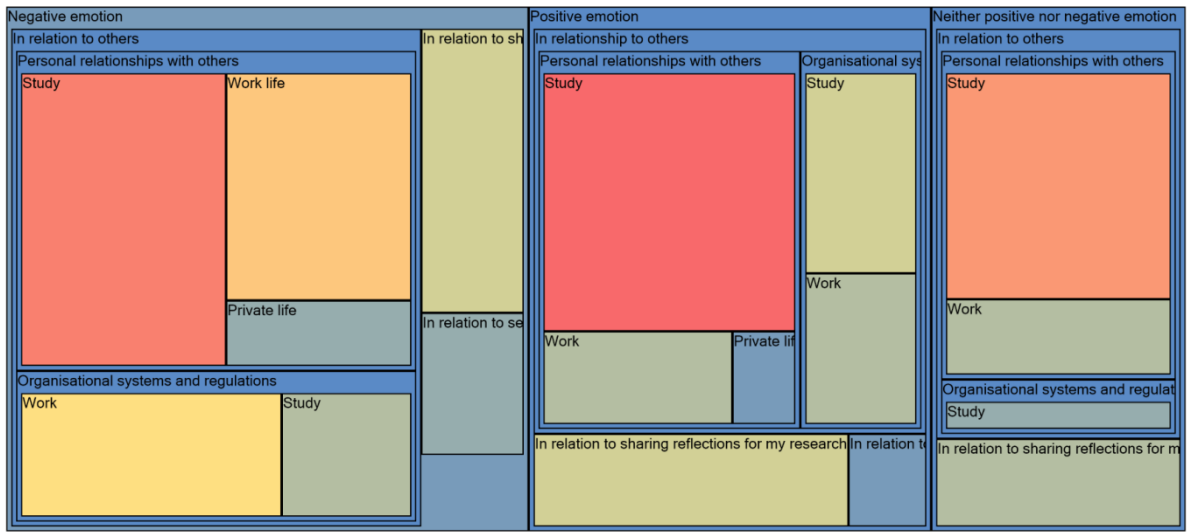 Negative emotion
In relation to others
Personal relationships with others
Study
Work life
Private life
Organisational systems and regulations
Work
Study
In relation to sh
In relation to se
Positive emotion
In relationship to others
Personal relationships with others
Study
Work
Private lif
Organisational sys
Study
Work
In relation to sharing reflections for my research
In relation to
Neither positive nor negative emotion
In relation to others
Personal relationships with others
Study
Work
Organisational systems and regulat
Study
In relation to sharing reflections for m